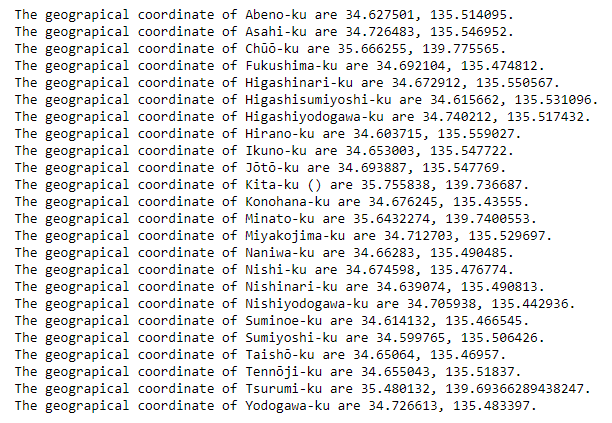 The geograpical coordinate of Abeno-ku are 34.627501, 135.514095.
The geograpical coordinate of Asahi-ku are 34.726483, 135.546952.
The geograpical coordinate of Chūō-ku are 35.666255, 139.775565.
The geograpical coordinate of Fukushima-ku are 34.692104, 135.474812.
The geograpical coordinate of Higashinari-ku are 34.672912, 135.550567.
The geograpical coordinate of Higashisumiyoshi-ku are 34.615662, 135.531096.
The geograpical coordinate of Higashiyodogawa-ku are 34.740212, 135.517432.
The geograpical coordinate of Hirano-ku are 34.603715, 135.559027.
The geograpical coordinate of Ikuno-ku are 34.653003, 135.547722.
The geograpical coordinate of Jōtō-ku are 34.693887, 135.547769.
The geograpical coordinate of Kita-ku () are 35.755838, 139.736687.
The geograpical coordinate of Konohana-ku are 34.676245, 135.43555.
The geograpical coordinate of Minato-ku are 35.6432274, 139.7400553.
The geograpical coordinate of Miyakojima-ku are 34.712703, 135.529697.
The geograpical coordinate of Naniwa-ku are 34.66283, 135.490485.
The geograpical coordinate of Nishi-ku are 34.674598, 135.476774.
The geograpical coordinate of Nishinari-ku are 34.639074, 135.490813.
The geograpical coordinate of Nishiyodogawa-ku are 34.705938, 135.442936.
The geograpical coordinate of Suminoe-ku are 34.614132, 135.466545.
The geograpical coordinate of Sumiyoshi-ku are 34.599765, 135.506426.
The geograpical coordinate of Taishō-ku are 34.65064, 135.46957.
The geograpical coordinate of Tennōji-ku are 34.655043, 135.51837.
The geograpical coordinate of Tsurumi-ku are 35.480132, 139.69366289438247.
The geograpical coordinate of Yodogawa-ku are 34.726613, 135.483397.